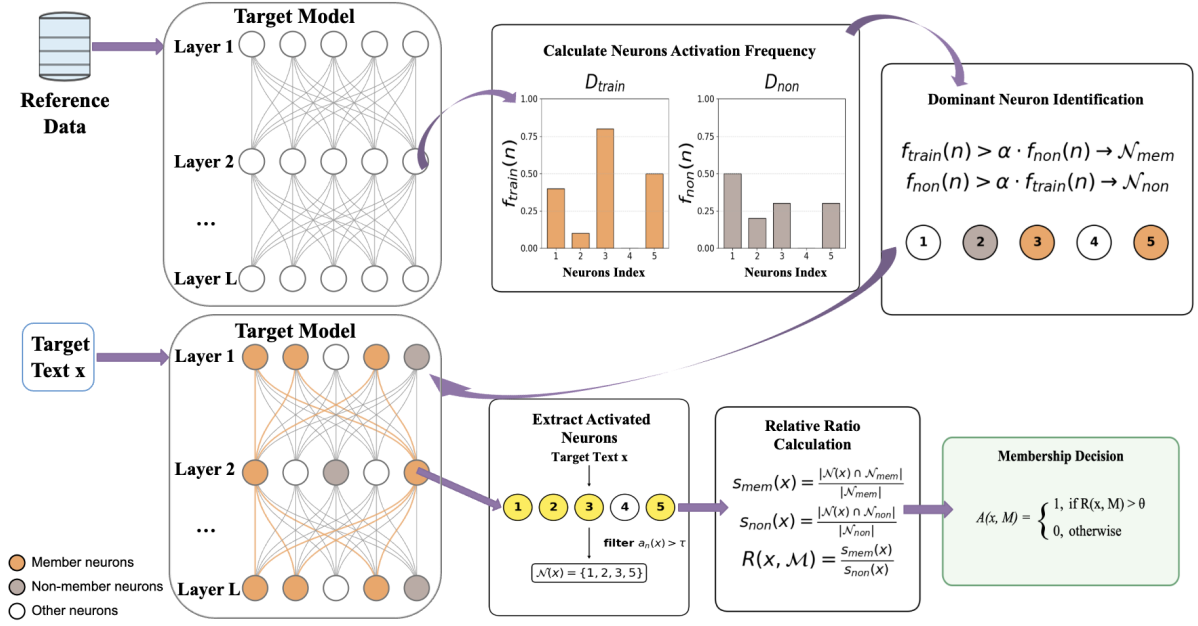 Reference
Data
Target Model
Layer 1
Layer 2
...
Layer L
Calculate Neurons Activation Frequency
D_train
1.00
0.75
0.50
0.25
0.00
f_train(n)
1 2 3 4 5
Neurons Index
D_non
1.00
0.75
0.50
0.25
0.00
f_non(n)
1 2 3 4 5
Neurons Index
Dominant Neuron Identification
f_train(n) > α · f_non(n) → 𝒩_mem
f_non(n) > α · f_train(n) → 𝒩_non
1 2 3 4 5
Target
Text x
Target Model
Layer 1
Layer 2
...
Layer L
Member neurons
Non-member neurons
Other neurons
Extract Activated
Neurons
Target Text x
1 2 3 4 5
filter a_n(x) > τ
𝒩(x) = {1, 2, 3, 5}
Relative Ratio
Calculation
s_mem(x) = |𝒩(x) ∩ 𝒩_mem| / |𝒩_mem|
s_non(x) = |𝒩(x) ∩ 𝒩_non| / |𝒩_non|
R(x, ℳ) = s_mem(x) / s_non(x)
Membership Decision
A(x, M) = {
1, if R(x, M) > θ
0, otherwise